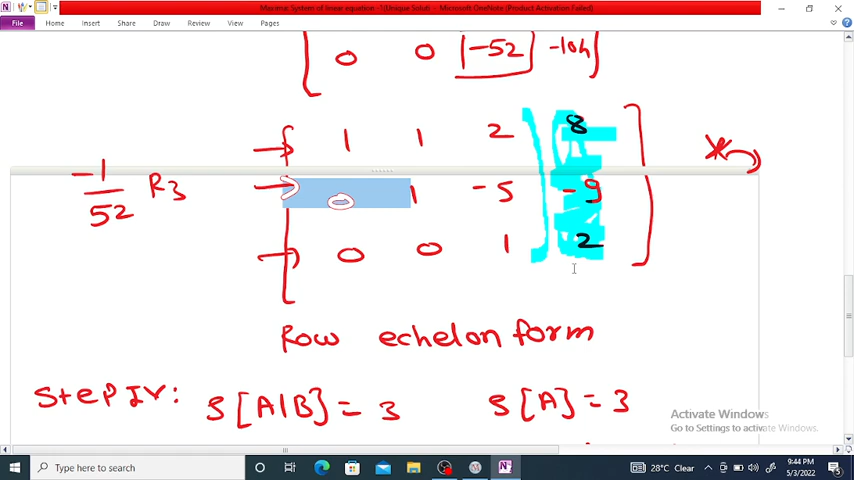 Maxima: System of linear equation -1(Unique Solut) - Microsoft OneNote (Product Activation Failed)
File Home Insert Share Draw Review View Pages
0 0 -52 -104
1 1 2 8
-1/52 R3
0 1 -5 -9
0 0 1 2
Row echelon form
Step IV: ρ[A|B] = 3 ρ[A] = 3
Activate Windows
Go to Settings to activate Windows.
Type here to search
28°C Clear
9:44 PM
5/3/2022